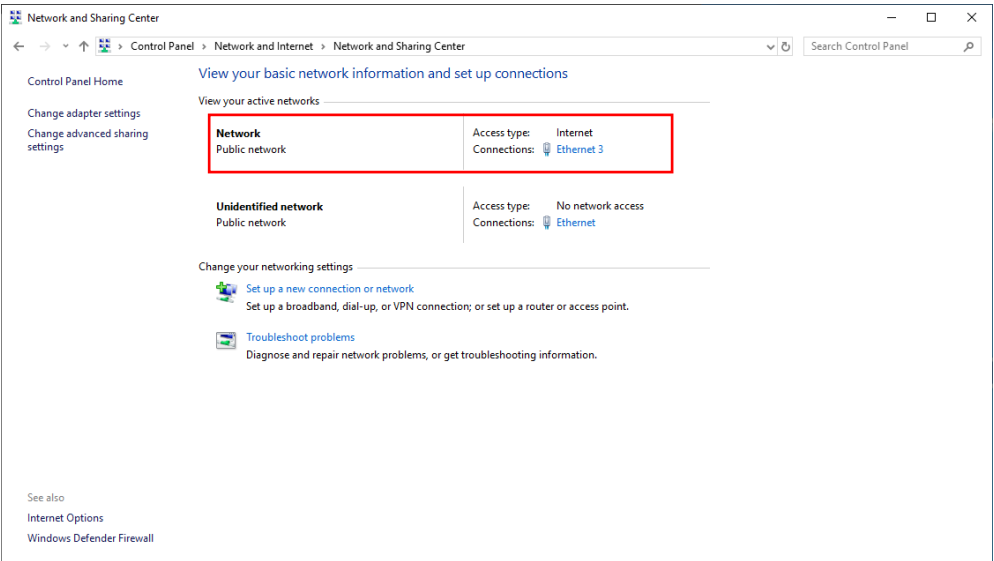 Network and Sharing Center
Control Panel > Network and Internet > Network and Sharing Center
Search Control Panel
Control Panel Home
Change adapter settings
Change advanced sharing
settings
View your basic network information and set up connections
View your active networks
Network
Public network
Access type: Internet
Connections: Ethernet 3
Unidentified network
Public network
Access type: No network access
Connections: Ethernet
Change your networking settings
Set up a new connection or network
Set up a broadband, dial-up, or VPN connection; or set up a router or access point.
Troubleshoot problems
Diagnose and repair network problems, or get troubleshooting information.
See also
Internet Options
Windows Defender Firewall